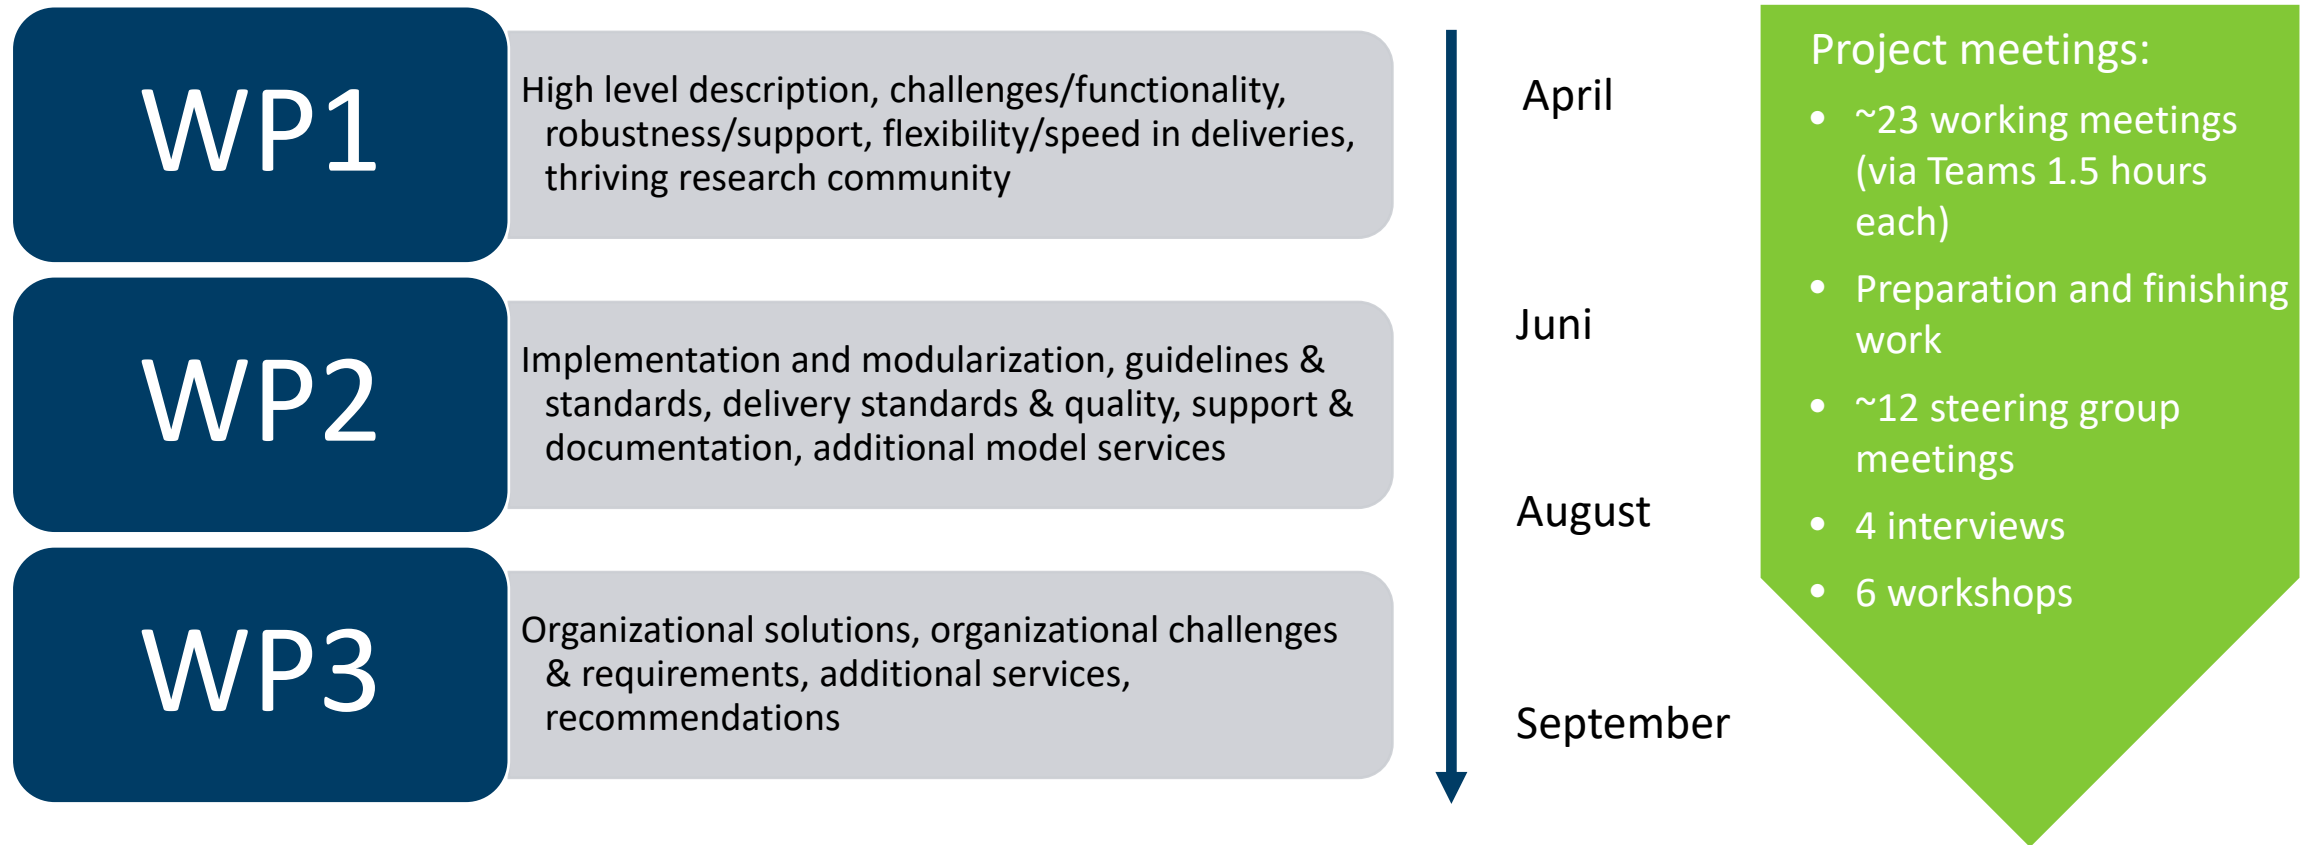 WP1
High level description, challenges/functionality,
robustness/support, flexibility/speed in deliveries,
thriving research community
WP2
Implementation and modularization, guidelines &
standards, delivery standards & quality, support &
documentation, additional model services
WP3
Organizational solutions, organizational challenges
& requirements, additional services,
recommendations
April
Juni
August
September
Project meetings:
• ~23 working meetings
(via Teams 1.5 hours
each)
• Preparation and finishing
work
• ~12 steering group
meetings
• 4 interviews
• 6 workshops